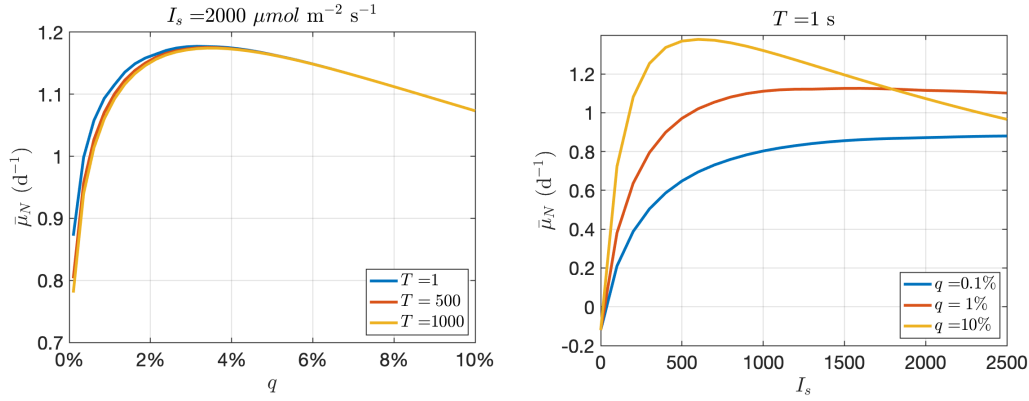 I_s =2000 μmol m⁻² s⁻¹
1.2
1.1
1
0.9
0.8
0.7
μ̄_N (d⁻¹)
0% 2% 4% 6% 8% 10%
q
T =1
T = 500
T =1000
T =1 s
1.2
1
0.8
0.6
0.4
0.2
0
-0.2
μ̄_N (d⁻¹)
0 500 1000 1500 2000 2500
I_s
q =0.1%
q = 1%
q =10%